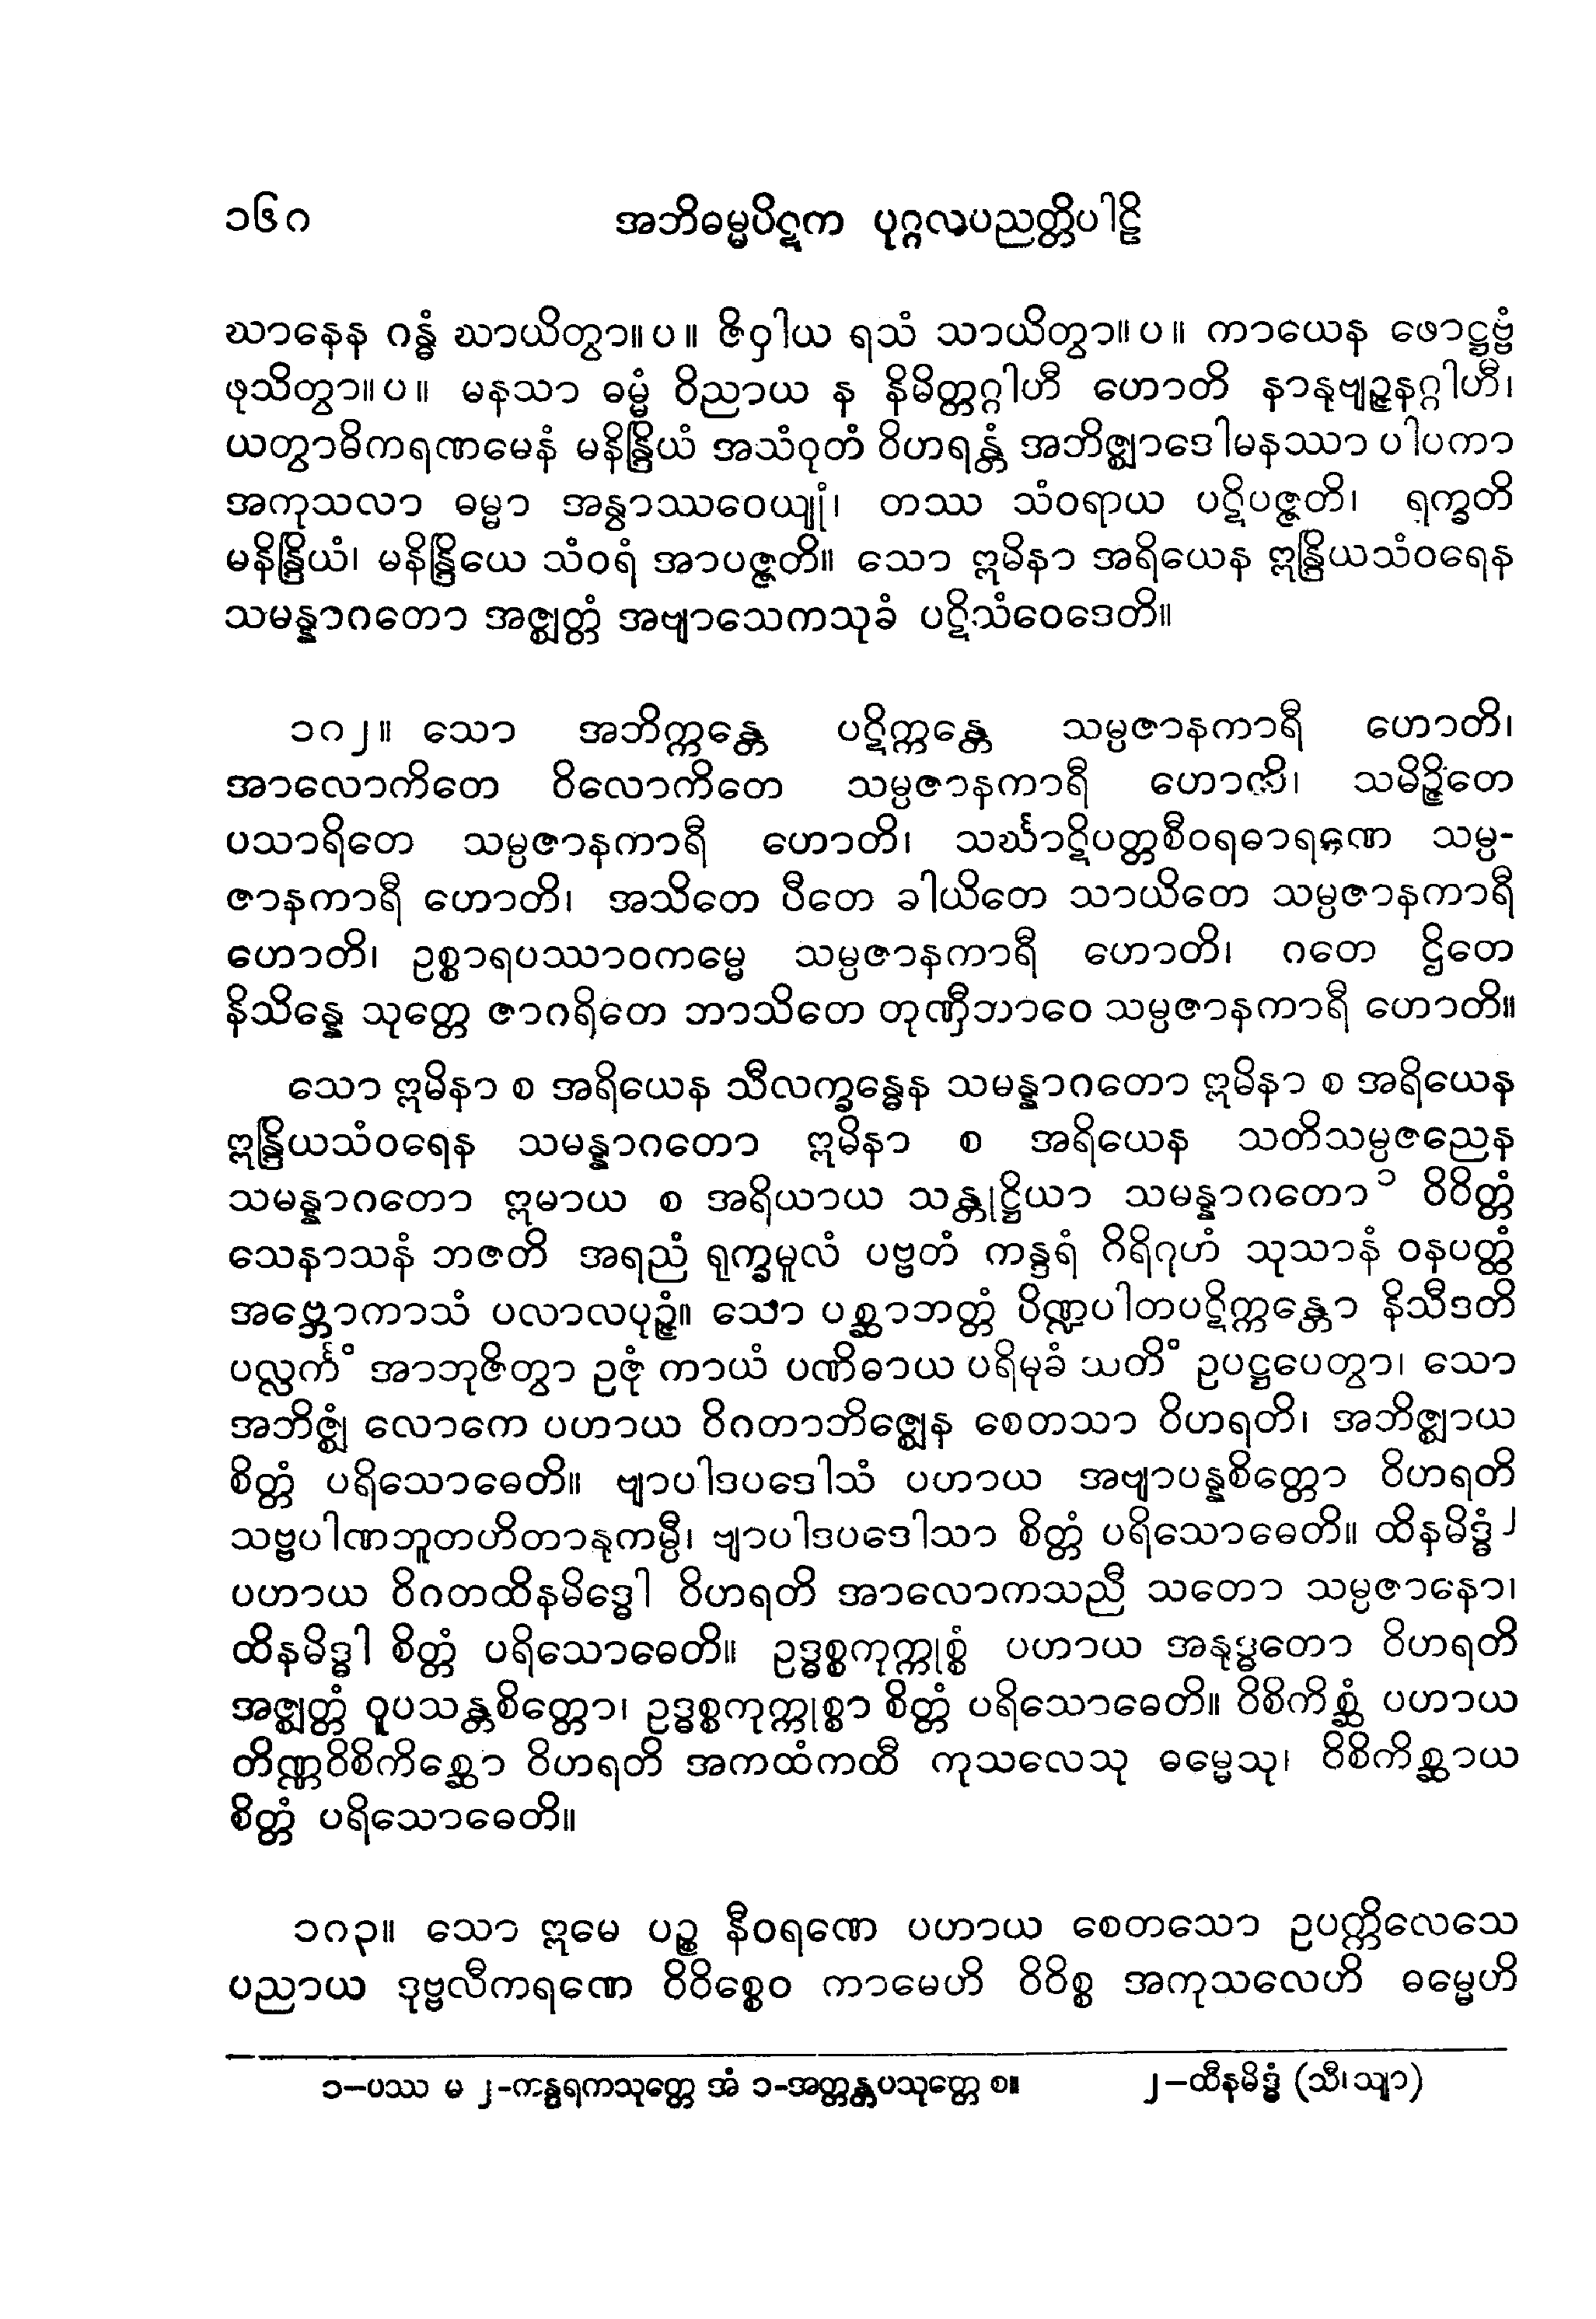 ၁၆ဂ အဘိဓမ္မပိဋက ပုဂ္ဂလပညတ္တိပါဠိ
ဃာနေန ဂန္ဓံ ဃာယိတွာ။ပ။ ဇိဝှါယ ရသံ သာယိတွာ။ပ။ ကာယေန ဖောဋ္ဌဗ္ဗံ
ဖုသိတွာ။ပ။ မနသာ ဓမ္မံ ဝိညာယ န နိမိတ္တဂ္ဂါဟီ ဟောတိ နာနုဗျဉ္ဇနဂ္ဂါဟီ၊
ယတွာဓိကရဏမေနံ မနိန္ဒြိယံ အသံဝုတံ ဝိဟရန္တံ အဘိဇ္ဈာဒေါမနဿာ ပါပကာ
အကုသလာ ဓမ္မာ အနွာဿဝေယျုံ၊ တဿ သံဝရာယ ပဋိပဇ္ဇတိ၊ ရက္ခတိ
မနိန္ဒြိယံ၊ မနိန္ဒြိယေ သံဝရံ အာပဇ္ဇတိ။ သော ဣမိနာ အရိယေန ဣန္ဒြိယသံဝရေန
သမန္နာဂတော အဇ္ဈတ္တံ အဗျာသေကသုခံ ပဋိသံဝေဒေတိ။
၁ဂ၂။ သော အဘိက္ကန္တေ ပဋိက္ကန္တေ သမ္ပဇာနကာရီ ဟောတိ၊
အာလောကိတေ ဝိလောကိတေ သမ္ပဇာနကာရီ ဟောတိ၊ သမိဉ္ဇိတေ
ပသာရိတေ သမ္ပဇာနကာရီ ဟောတိ၊ သင်္ဃာဋိပတ္တစီဝရဓာရဏေ သမ္ပ-
ဇာနကာရီ ဟောတိ၊ အသိတေ ပီတေ ခါယိတေ သာယိတေ သမ္ပဇာနကာရီ
ဟောတိ၊ ဥစ္စာရပဿာဝကမ္မေ သမ္ပဇာနကာရီ ဟောတိ၊ ဂတေ ဌိတေ
နိသိန္နေ သုတ္တေ ဇာဂရိတေ ဘာသိတေ တုဏှီဘာဝေ သမ္ပဇာနကာရီ ဟောတိ။
သော ဣမိနာ စ အရိယေန သီလက္ခန္ဓေန သမန္နာဂတော ဣမိနာ စ အရိယေန
ဣန္ဒြိယသံဝရေန သမန္နာဂတော ဣမိနာ စ အရိယေန သတိသမ္ပဇညေန
သမန္နာဂတော ဣမာယ စ အရိယာယ သန္တုဋ္ဌိယာ သမန္နာဂတော၁ ဝိဝိတ္တံ
သေနာသနံ ဘဇတိ အရညံ ရုက္ခမူလံ ပဗ္ဗတံ ကန္ဒရံ ဂိရိဂုဟံ သုသာနံ ဝနပတ္ထံ
အဗ္ဘောကာသံ ပလာလပုဉ္ဇံ။ သော ပစ္ဆာဘတ္တံ ပိဏ္ဍပါတပဋိက္ကန္တော နိသီဒတိ
ပလ္လင်္ကံ အာဘုဇိတွာ ဥဇုံ ကာယံ ပဏိဓာယ ပရိမုခံ သတိံ ဥပဋ္ဌပေတွာ၊ သော
အဘိဇ္ဈံ လောကေ ပဟာယ ဝိဂတာဘိဇ္ဈေန စေတသာ ဝိဟရတိ၊ အဘိဇ္ဈာယ
စိတ္တံ ပရိသောဓေတိ။ ဗျာပါဒပဒေါသံ ပဟာယ အဗျာပန္နစိတ္တော ဝိဟရတိ
သဗ္ဗပါဏဘူတဟိတာနုကမ္ပီ၊ ဗျာပါဒပဒေါသာ စိတ္တံ ပရိသောဓေတိ။ ထိနမိဒ္ဓံ၂
ပဟာယ ဝိဂတထိနမိဒ္ဓေါ ဝိဟရတိ အာလောကသညီ သတော သမ္ပဇာနော၊
ထိနမိဒ္ဓါ စိတ္တံ ပရိသောဓေတိ။ ဥဒ္ဓစ္စကုက္ကုစ္စံ ပဟာယ အနုဒ္ဓတော ဝိဟရတိ
အဇ္ဈတ္တံ ဝူပသန္တစိတ္တော၊ ဥဒ္ဓစ္စကုက္ကုစ္စာ စိတ္တံ ပရိသောဓေတိ။ ဝိစိကိစ္ဆံ ပဟာယ
တိဏ္ဏဝိစိကိစ္ဆော ဝိဟရတိ အကထံကထီ ကုသလေသု ဓမ္မေသု၊ ဝိစိကိစ္ဆာယ
စိတ္တံ ပရိသောဓေတိ။
၁ဂ၃။ သော ဣမေ ပဉ္စ နီဝရဏေ ပဟာယ စေတသော ဥပက္ကိလေသေ
ပညာယ ဒုဗ္ဗလီကရဏေ ဝိဝိစ္စေဝ ကာမေဟိ ဝိဝိစ္စ အကုသလေဟိ ဓမ္မေဟိ
၁–ပဿ မ ၂-ကန္ဒရကသုတ္တေ အံ ၁-အတ္တန္တပသုတ္တေ စ။ ၂–ထီနမိဒ္ဓံ (သီ၊သျာ)